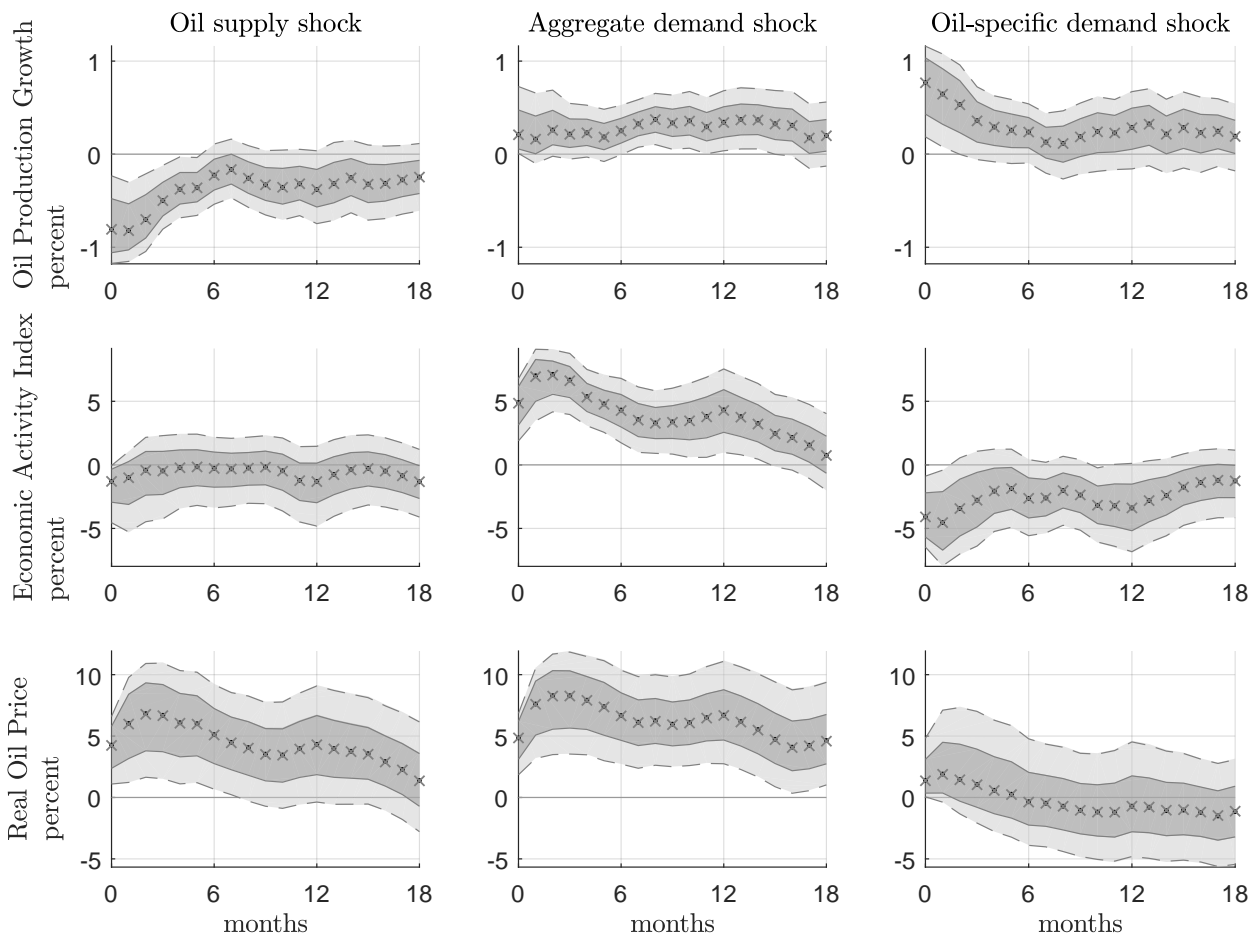 Oil supply shock
Aggregate demand shock
Oil-specific demand shock
Oil Production Growth
percent
1
0
-1
0 6 12 18
1
0
-1
0 6 12 18
1
0
-1
0 6 12 18
Economic Activity Index
percent
5
0
-5
0 6 12 18
5
0
-5
0 6 12 18
5
0
-5
0 6 12 18
Real Oil Price
percent
10
5
0
-5
0 6 12 18
months
10
5
0
-5
0 6 12 18
months
10
5
0
-5
0 6 12 18
months